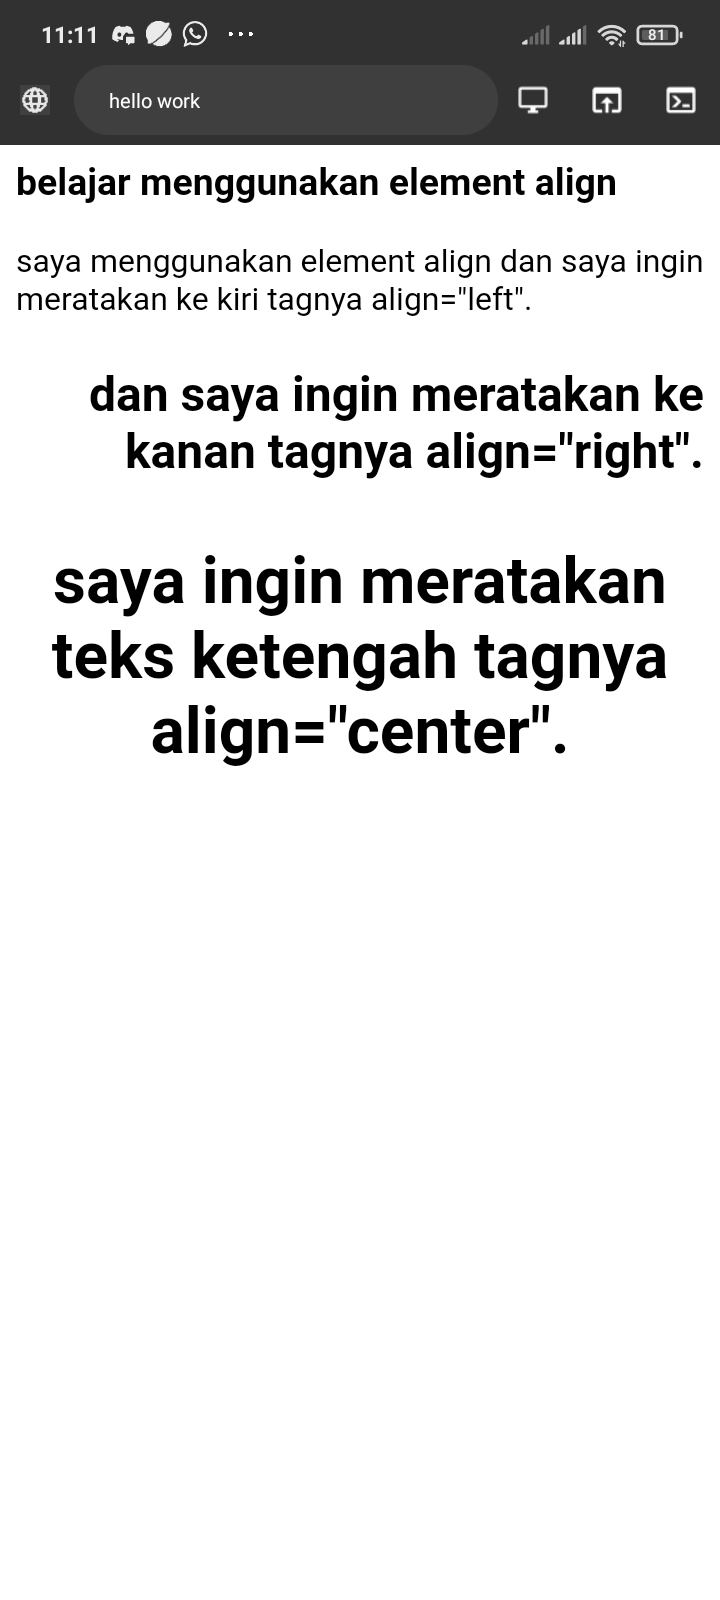 11:11
81
hello work
belajar menggunakan element align
saya menggunakan element align dan saya ingin
meratakan ke kiri tagnya align="left".
dan saya ingin meratakan ke
kanan tagnya align="right".
saya ingin meratakan
teks ketengah tagnya
align="center".